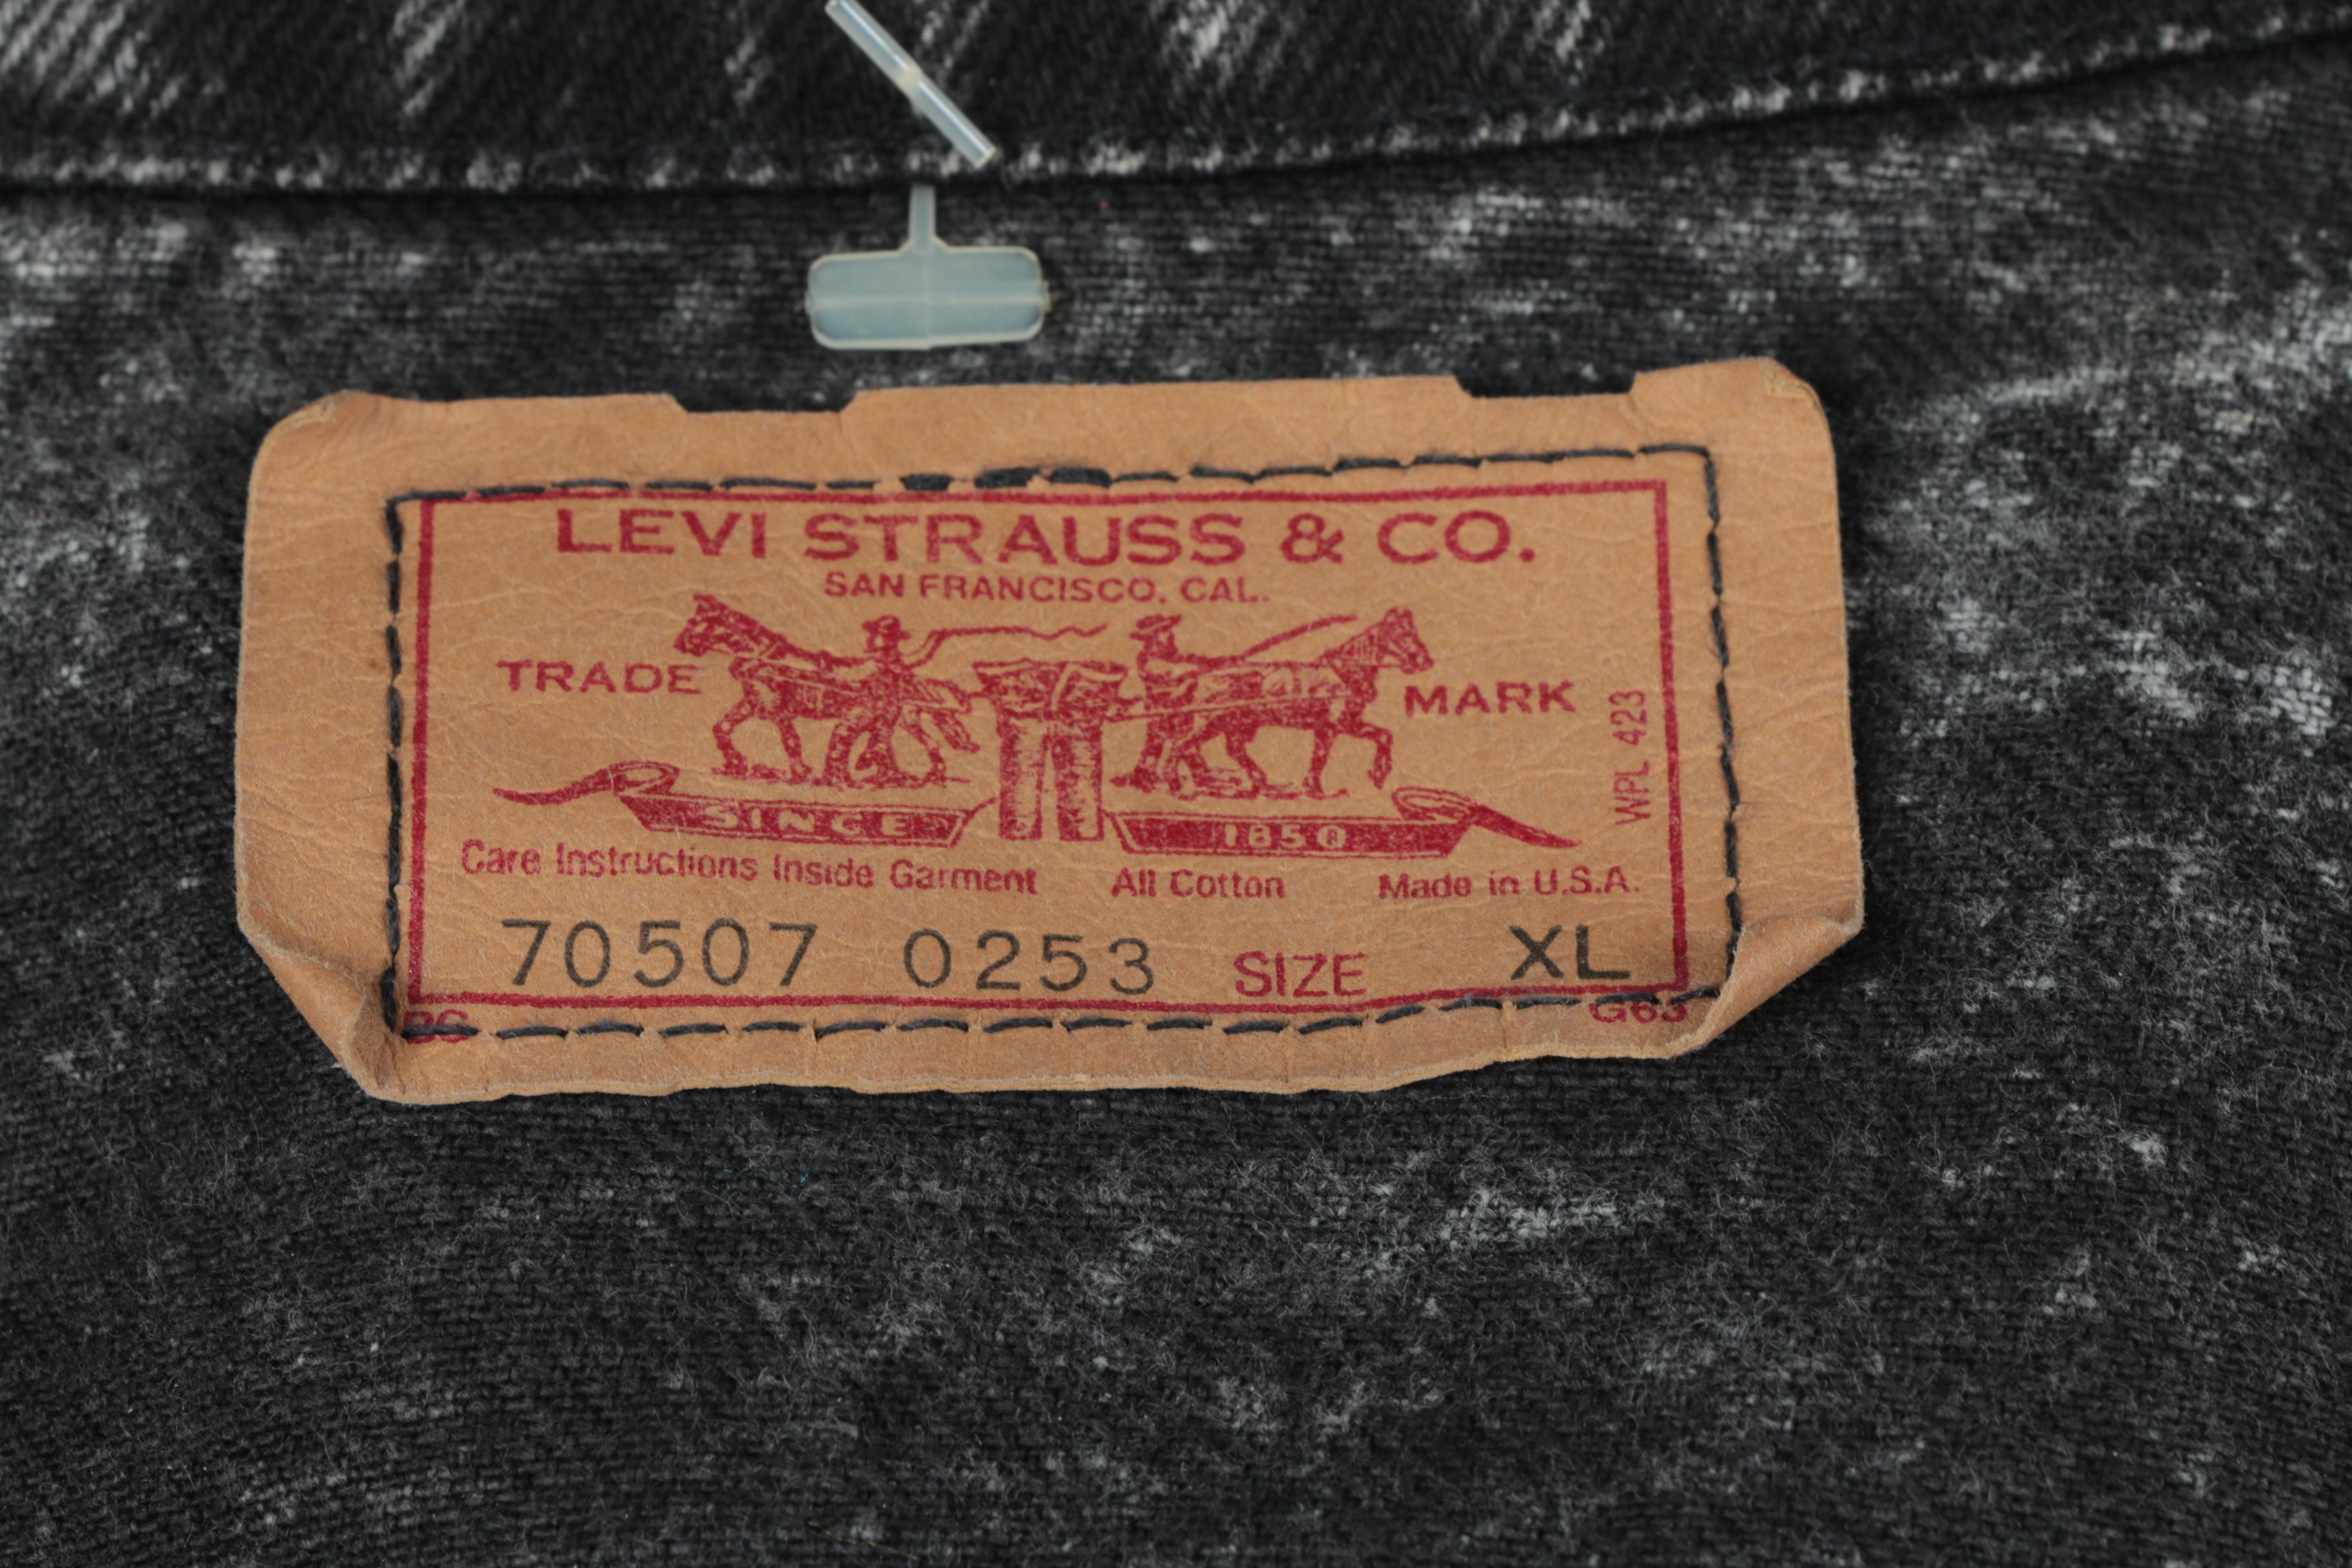 LEVI STRAUSS & CO.
SAN FRANCISCO, CAL.
TRADE MARK
WPL 423
SINCE 1850
Care Instructions Inside Garment All Cotton Made in U.S.A.
70507 0253 SIZE XL
G63